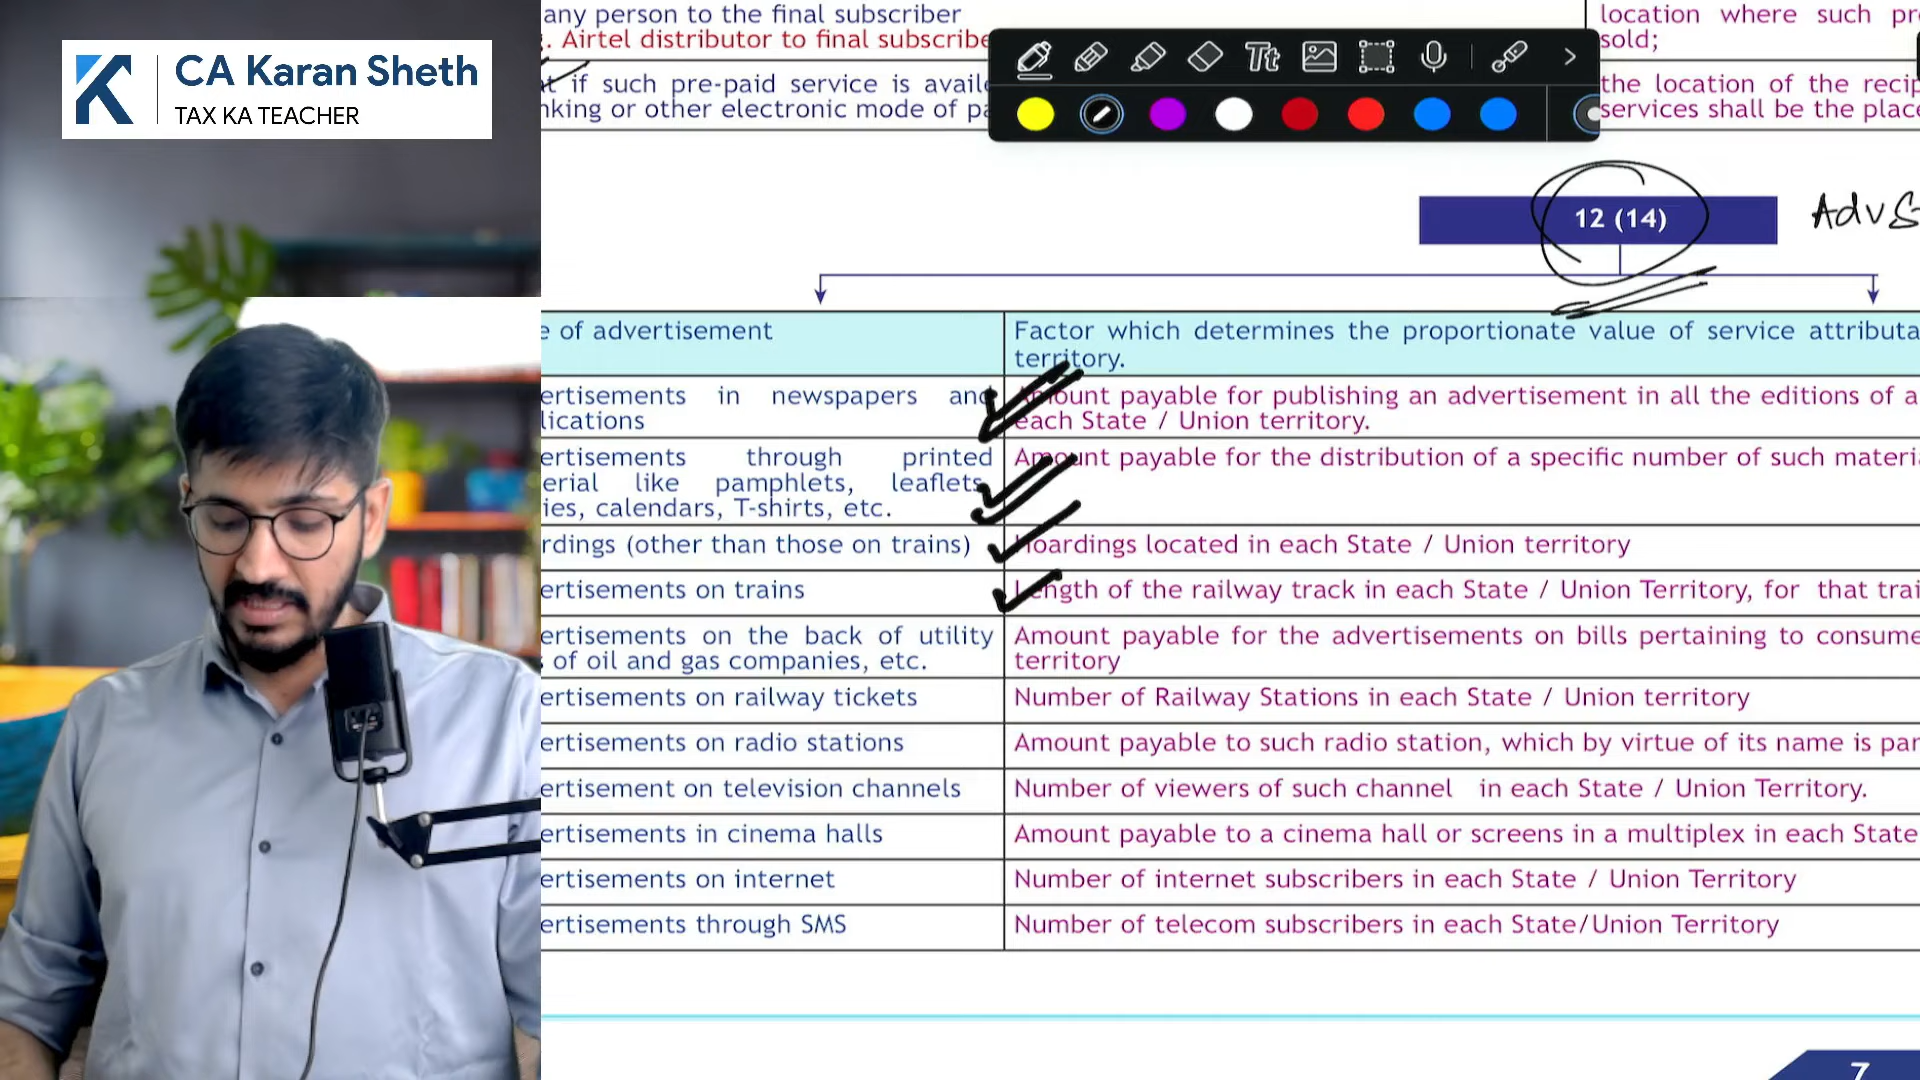 CA Karan Sheth
TAX KA TEACHER
any person to the final subscriber
. Airtel distributor to final subscribe
if such pre-paid service is availe
nking or other electronic mode of pa
location where such pr
sold;
the location of the recip
services shall be the place
Tt
12 (14)
Adv
e of advertisement
Factor which determines the proportionate value of service attributa
territory.
ertisements in newspapers and
lications
Amount payable for publishing an advertisement in all the editions of a
each State / Union territory.
ertisements through printed
erial like pamphlets, leaflets,
ies, calendars, T-shirts, etc.
Amount payable for the distribution of a specific number of such materia
rdings (other than those on trains)
Hoardings located in each State / Union territory
ertisements on trains
Length of the railway track in each State / Union Territory, for that trai
ertisements on the back of utility
of oil and gas companies, etc.
Amount payable for the advertisements on bills pertaining to consume
territory
ertisements on railway tickets
Number of Railway Stations in each State / Union territory
ertisements on radio stations
Amount payable to such radio station, which by virtue of its name is par
ertisement on television channels
Number of viewers of such channel in each State / Union Territory.
ertisements in cinema halls
Amount payable to a cinema hall or screens in a multiplex in each State
ertisements on internet
Number of internet subscribers in each State / Union Territory
ertisements through SMS
Number of telecom subscribers in each State/Union Territory
7